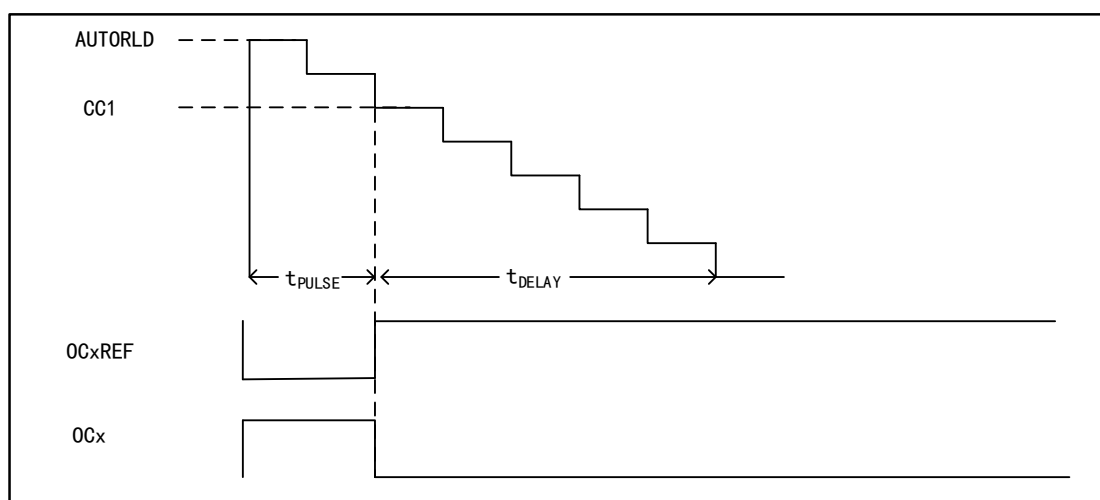 AUTORLD
CC1
tPULSE
tDELAY
OCxREF
OCx